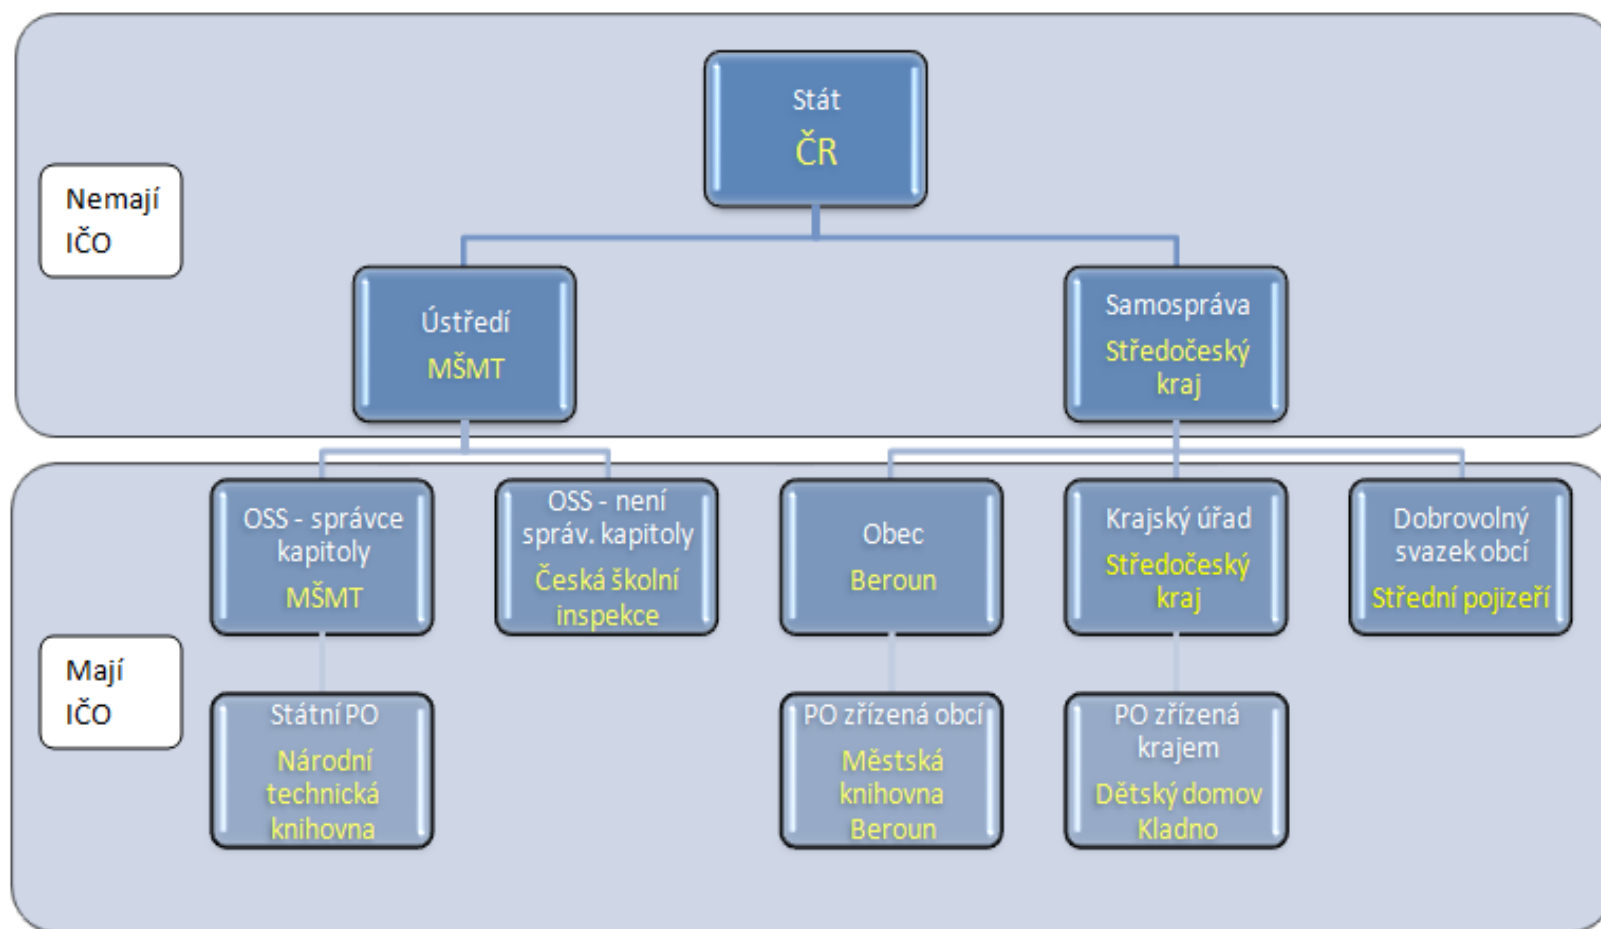 Stát
ČR
Nemají
IČO
Ústředí
MŠMT
Samospráva
Středočeský
kraj
OSS - správce
kapitoly
MŠMT
OSS - není
správ. kapitoly
Česká školní
inspekce
Obec
Beroun
Krajský úřad
Středočeský
kraj
Dobrovolný
svazek obcí
Střední pojizeří
Mají
IČO
Státní PO
Národní
technická
knihovna
PO zřízená obcí
Městská
knihovna
Beroun
PO zřízená
krajem
Dětský domov
Kladno